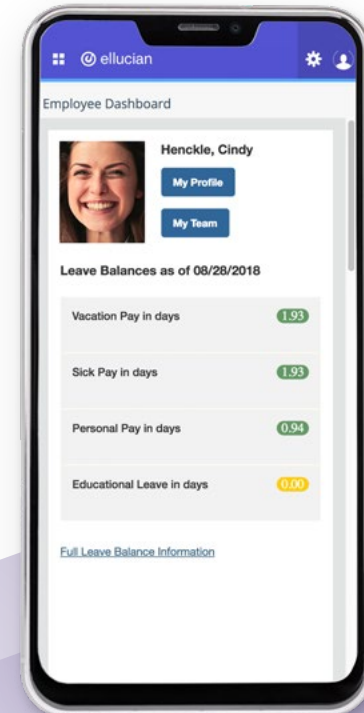 ellucian
Employee Dashboard
Henckle, Cindy
My Profile
My Team
Leave Balances as of 08/28/2018
Vacation Pay in days 1.93
Sick Pay in days 1.93
Personal Pay in days 0.94
Educational Leave in days 0.00
Full Leave Balance Information